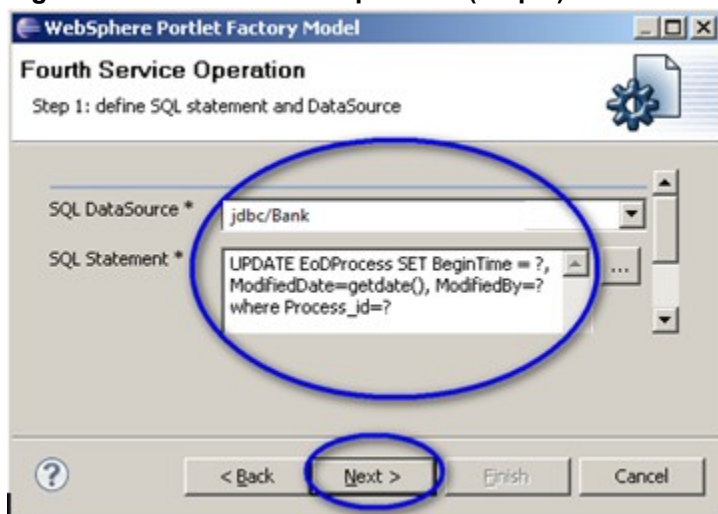 WebSphere Portlet Factory Model
Fourth Service Operation
Step 1: define SQL statement and DataSource
SQL DataSource *
jdbc/Bank
SQL Statement *
UPDATE EoDProcess SET BeginTime = ?,
ModifiedDate=getdate(), ModifiedBy=?
where Process_id=?
...
?
< Back
Next >
Finish
Cancel